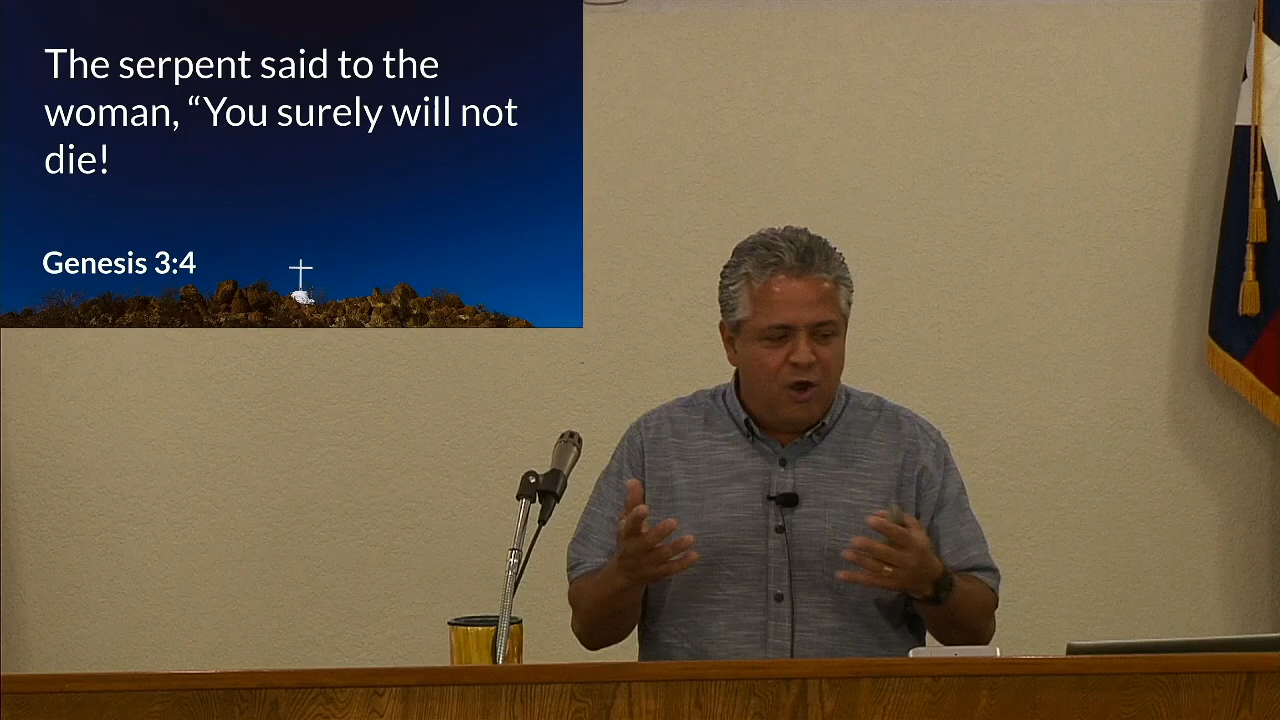 The serpent said to the
woman, “You surely will not
die!
Genesis 3:4